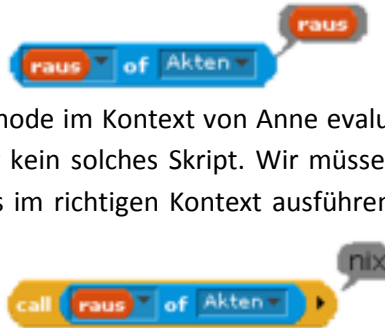 raus
raus of Akten
node im Kontext von Anne evalu
kein solches Skript. Wir müsse
s im richtigen Kontext ausführen
nix
call raus of Akten